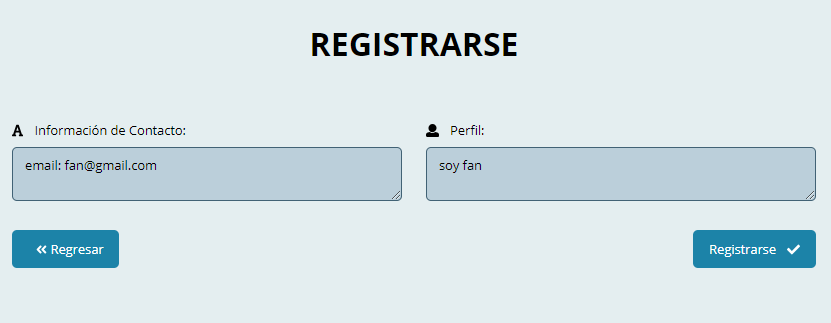 REGISTRARSE
Información de Contacto:
Perfil:
email: fan@gmail.com
soy fan
Regresar
Registrarse